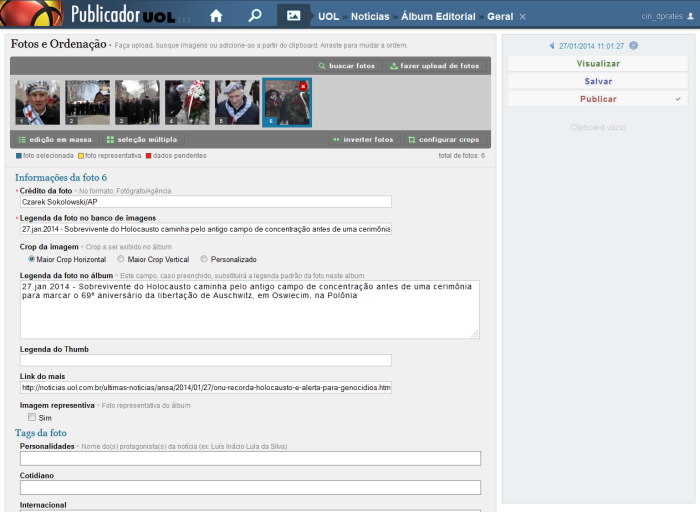 Publicador UOL
UOL » Notícias » Álbum Editorial » Geral ×
cin_dprates
Fotos e Ordenação - Faça upload, busque imagens ou adicione-as a partir do clipboard. Arraste para mudar a ordem.
27/01/2014 11:01:27
buscar fotos
fazer upload de fotos
Visualizar
Salvar
Publicar
1 2 3 4 5 6
Clipboard vazio
edição em massa
seleção múltipla
inverter fotos
configurar crops
foto selecionada foto representativa dados pendentes
total de fotos: 6
Informações da foto 6
* Crédito da foto - No formato: Fotógrafo/Agência
Czarek Sokolowski/AP
* Legenda da foto no banco de imagens
27.jan.2014 - Sobrevivente do Holocausto caminha pelo antigo campo de concentração antes de uma cerimônia
Crop da imagem - Crop a ser exibido no álbum
Maior Crop Horizontal Maior Crop Vertical Personalizado
Legenda da foto no álbum - Este campo, caso preenchido, substituirá a legenda padrão da foto neste álbum
27.jan.2014 - Sobrevivente do Holocausto caminha pelo antigo campo de concentração antes de uma cerimônia
para marcar o 69º aniversário da libertação de Auschwitz, em Oswiecim, na Polônia
Legenda do Thumb
Link do mais
http://noticias.uol.com.br/ultimas-noticias/ansa/2014/01/27/onu-recorda-holocausto-e-alerta-para-genocidios.htm
Imagem representiva - Foto representativa do álbum
Sim
Tags da foto
Personalidades - Nome do(s) protagonista(s) da notícia (ex: Luís Inácio Lula da Silva)
Cotidiano
Internacional